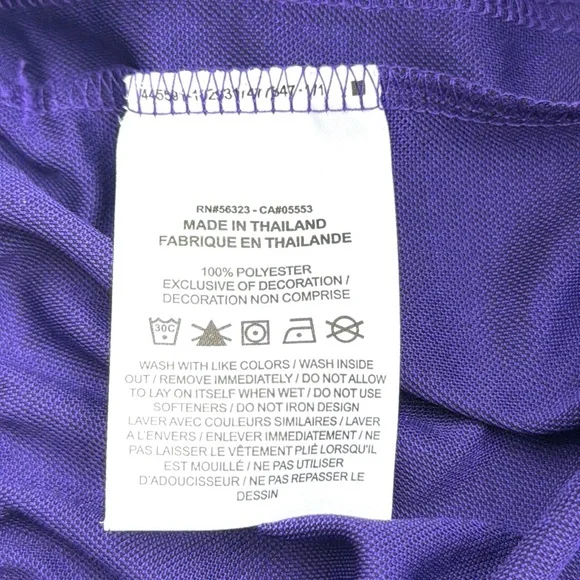 RN#56323 - CA#05553
MADE IN THAILAND
FABRIQUE EN THAILANDE
100% POLYESTER
EXCLUSIVE OF DECORATION /
DECORATION NON COMPRISE
30C
WASH WITH LIKE COLORS / WASH INSIDE
OUT / REMOVE IMMEDIATELY / DO NOT ALLOW
TO LAY ON ITSELF WHEN WET / DO NOT USE
SOFTENERS / DO NOT IRON DESIGN
LAVER AVEC COULEURS SIMILAIRES / LAVER
À L'ENVERS / ENLEVER IMMÉDIATEMENT / NE
PAS LAISSER LE VÊTEMENT PLIÉ LORSQU'IL
EST MOUILLÉ / NE PAS UTILISER
D'ADOUCISSEUR / NE PAS REPASSER LE
DESSIN